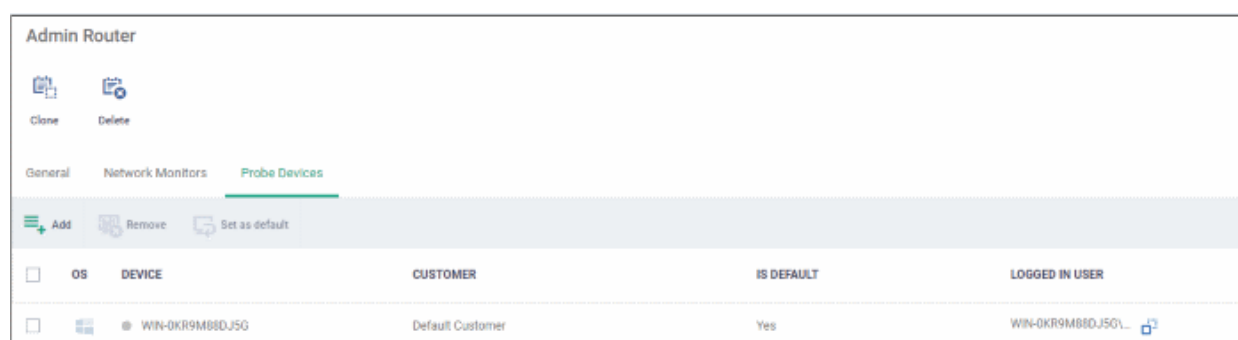 Admin Router
Clone Delete
General Network Monitors Probe Devices
Add Remove Set as default
OS DEVICE CUSTOMER IS DEFAULT LOGGED IN USER
WIN-0KR9M88DJ5G Default Customer Yes WIN-0KR9M88DJ5G\...